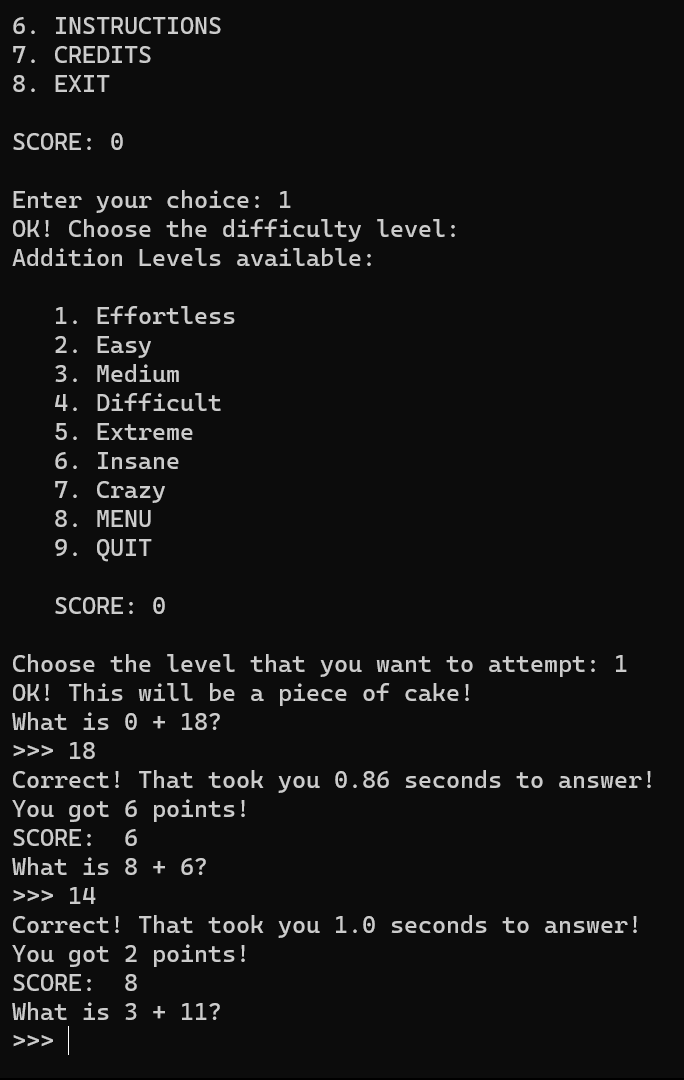 6. INSTRUCTIONS
7. CREDITS
8. EXIT
SCORE: 0
Enter your choice: 1
OK! Choose the difficulty level:
Addition Levels available:
1. Effortless
2. Easy
3. Medium
4. Difficult
5. Extreme
6. Insane
7. Crazy
8. MENU
9. QUIT
SCORE: 0
Choose the level that you want to attempt: 1
OK! This will be a piece of cake!
What is 0 + 18?
>>> 18
Correct! That took you 0.86 seconds to answer!
You got 6 points!
SCORE:  6
What is 8 + 6?
>>> 14
Correct! That took you 1.0 seconds to answer!
You got 2 points!
SCORE:  8
What is 3 + 11?
>>>